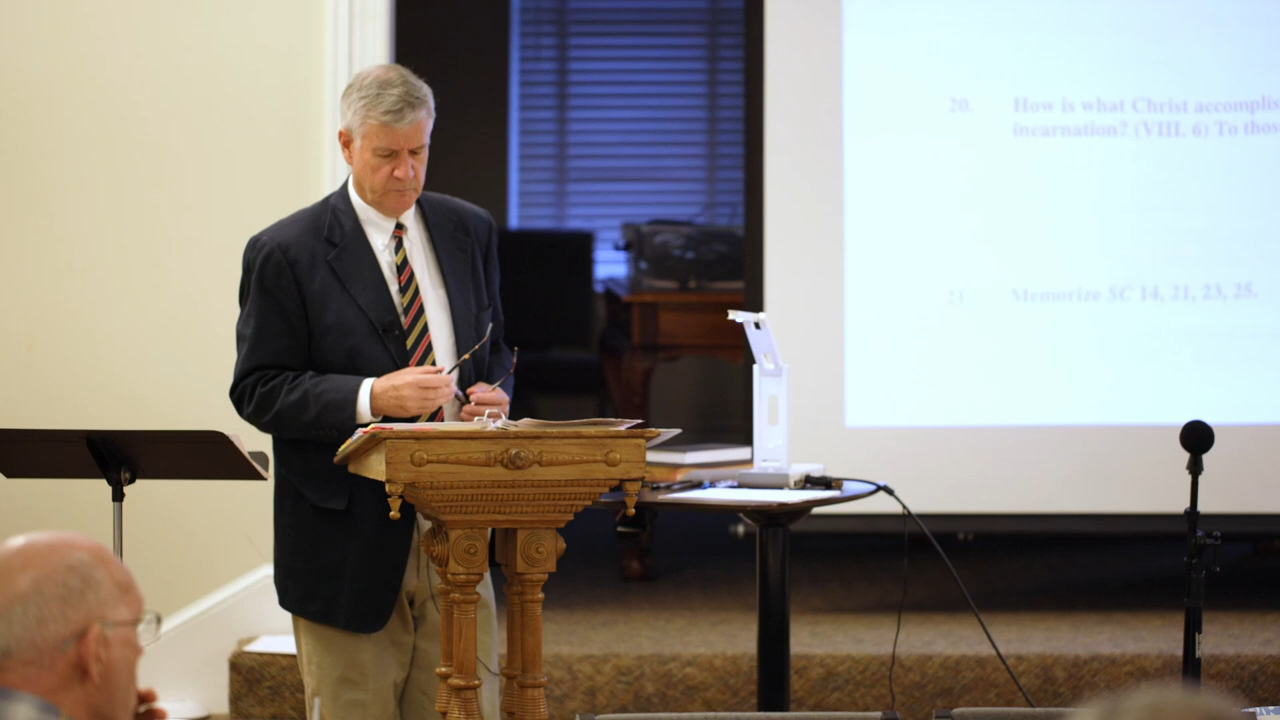 20. How is what Christ accomplis
incarnation? (VIII. 6) To thos
21 Memorize SC 14, 21, 23, 25.